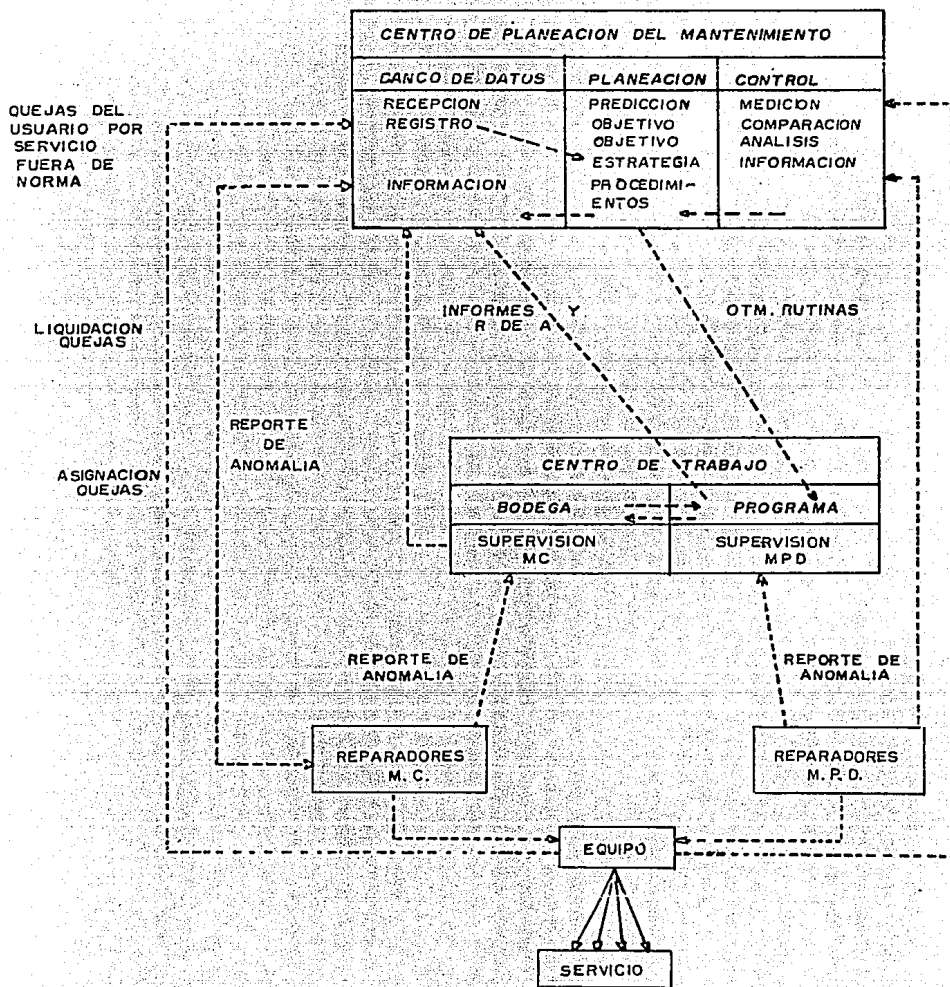 CENTRO DE PLANEACION DEL MANTENIMIENTO
DANCO DE DATUS
PLANEACION
CONTROL
RECEPCION
REGISTRO
INFORMACION
PREDICCION
OBJETIVO
OBJETIVO
ESTRATEGIA
PROCEDIMI-
ENTOS
MEDICION
COMPARACION
ANALISIS
INFORMACION
QUEJAS DEL
USUARIO POR
SERVICIO
FUERA DE
NORMA
LIQUIDACION
QUEJAS
ASIGNACION
QUEJAS
REPORTE
DE
ANOMALIA
INFORMES Y
R DE A
OTM. RUTINAS
CENTRO DE TRABAJO
BODEGA
PROGRAMA
SUPERVISION
MC
SUPERVISION
MPD
REPORTE DE
ANOMALIA
REPORTE DE
ANOMALIA
REPARADORES
M. C.
REPARADORES
M. P. D.
EQUIPO
SERVICIO